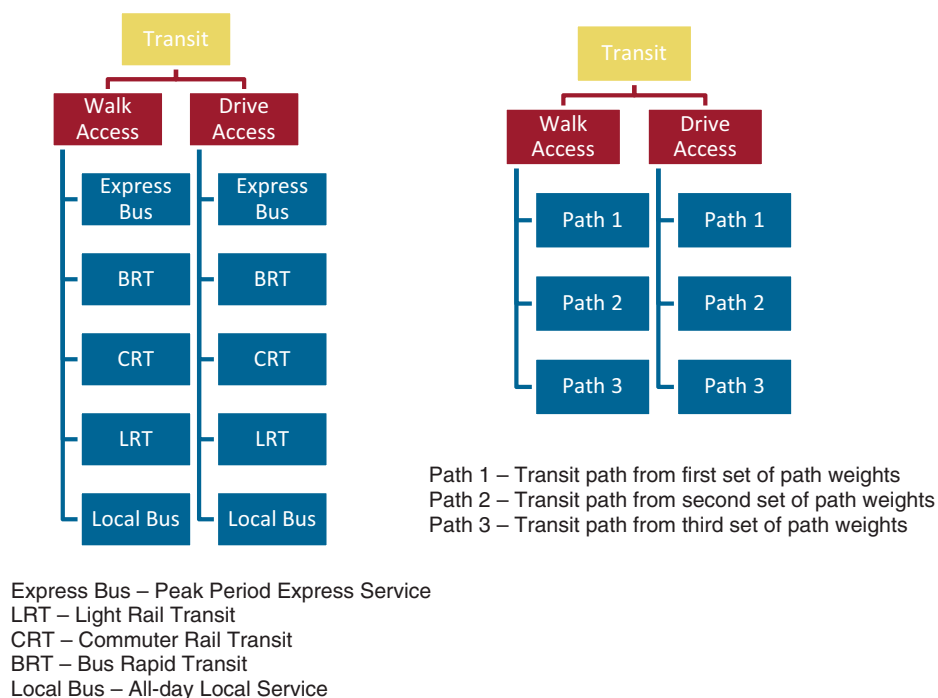 Transit
Walk
Access
Drive
Access
Express
Bus
Express
Bus
BRT
BRT
CRT
CRT
LRT
LRT
Local Bus
Local Bus
Express Bus – Peak Period Express Service
LRT – Light Rail Transit
CRT – Commuter Rail Transit
BRT – Bus Rapid Transit
Local Bus – All-day Local Service
Transit
Walk
Access
Drive
Access
Path 1
Path 1
Path 2
Path 2
Path 3
Path 3
Path 1 – Transit path from first set of path weights
Path 2 – Transit path from second set of path weights
Path 3 – Transit path from third set of path weights